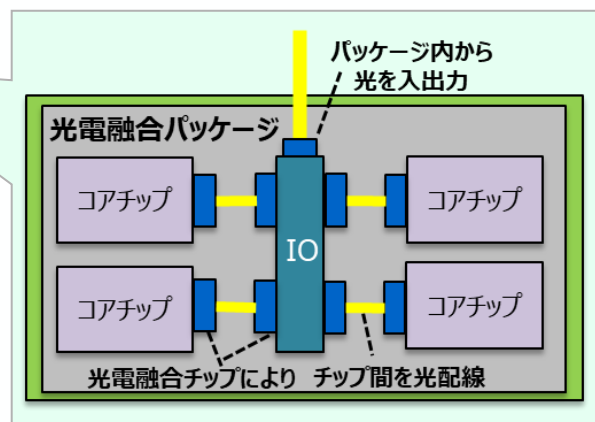 パッケージ内から
光を入出力
光電融合パッケージ
コアチップ
コアチップ
IO
コアチップ
コアチップ
光電融合チップにより チップ間を光配線